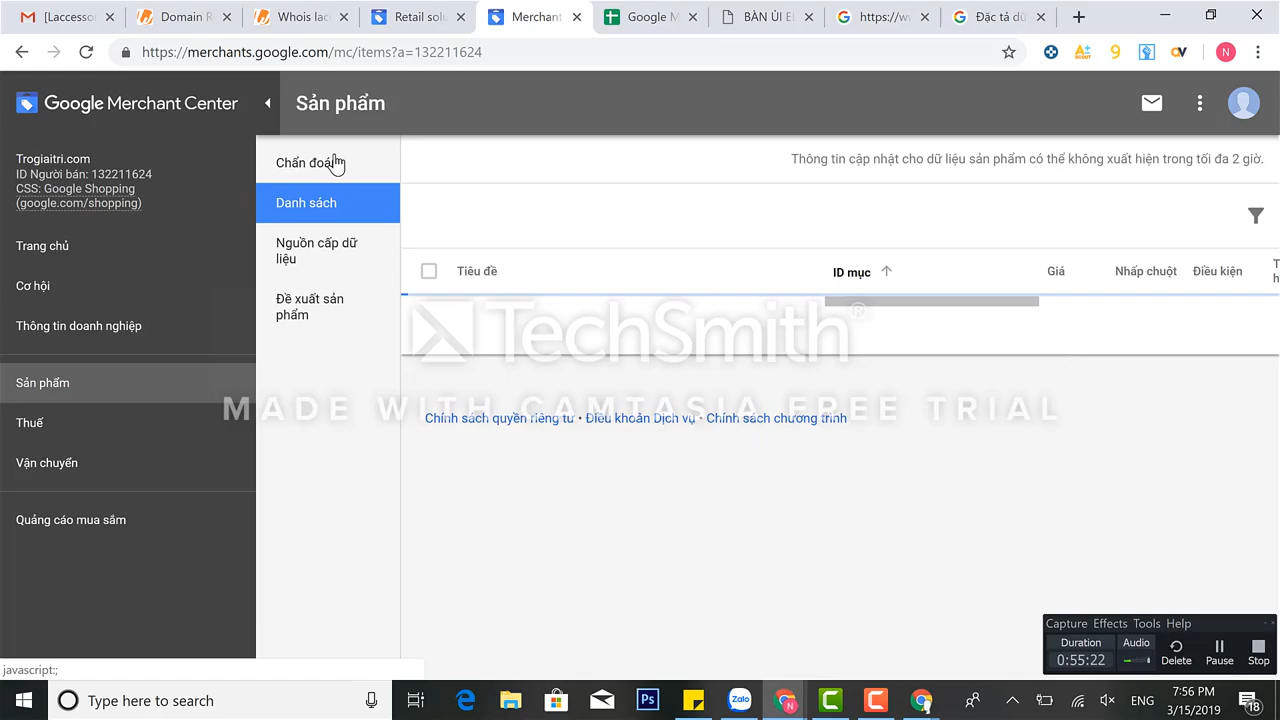 [Laccessor
Domain R
Whois lac
Retail solu
Merchant
Google M
BÀN ỦI EL
https://w
Đặc tả dữ
https://merchants.google.com/mc/items?a=132211624
N
Google Merchant Center
Sản phẩm
Trogiaitri.com
ID Người bán: 132211624
CSS: Google Shopping
(google.com/shopping)
Trang chủ
Cơ hội
Thông tin doanh nghiệp
Sản phẩm
Thuế
Vận chuyển
Quảng cáo mua sắm
Chẩn đoán
Danh sách
Nguồn cấp dữ
liệu
Đề xuất sản
phẩm
Thông tin cập nhật cho dữ liệu sản phẩm có thể không xuất hiện trong tối đa 2 giờ.
Tiêu đề
ID mục
Giá
Nhấp chuột
Điều kiện
TechSmith®
MADE WITH CAMTASIA FREE TRIAL
Chính sách quyền riêng tư • Điều khoản Dịch vụ • Chính sách chương trình
Capture Effects Tools Help
Duration
0:55:22
Audio
Delete
Pause
Stop
javascript:;
Type here to search
Ps
Zalo
ENG
7:56 PM
3/15/2019
18